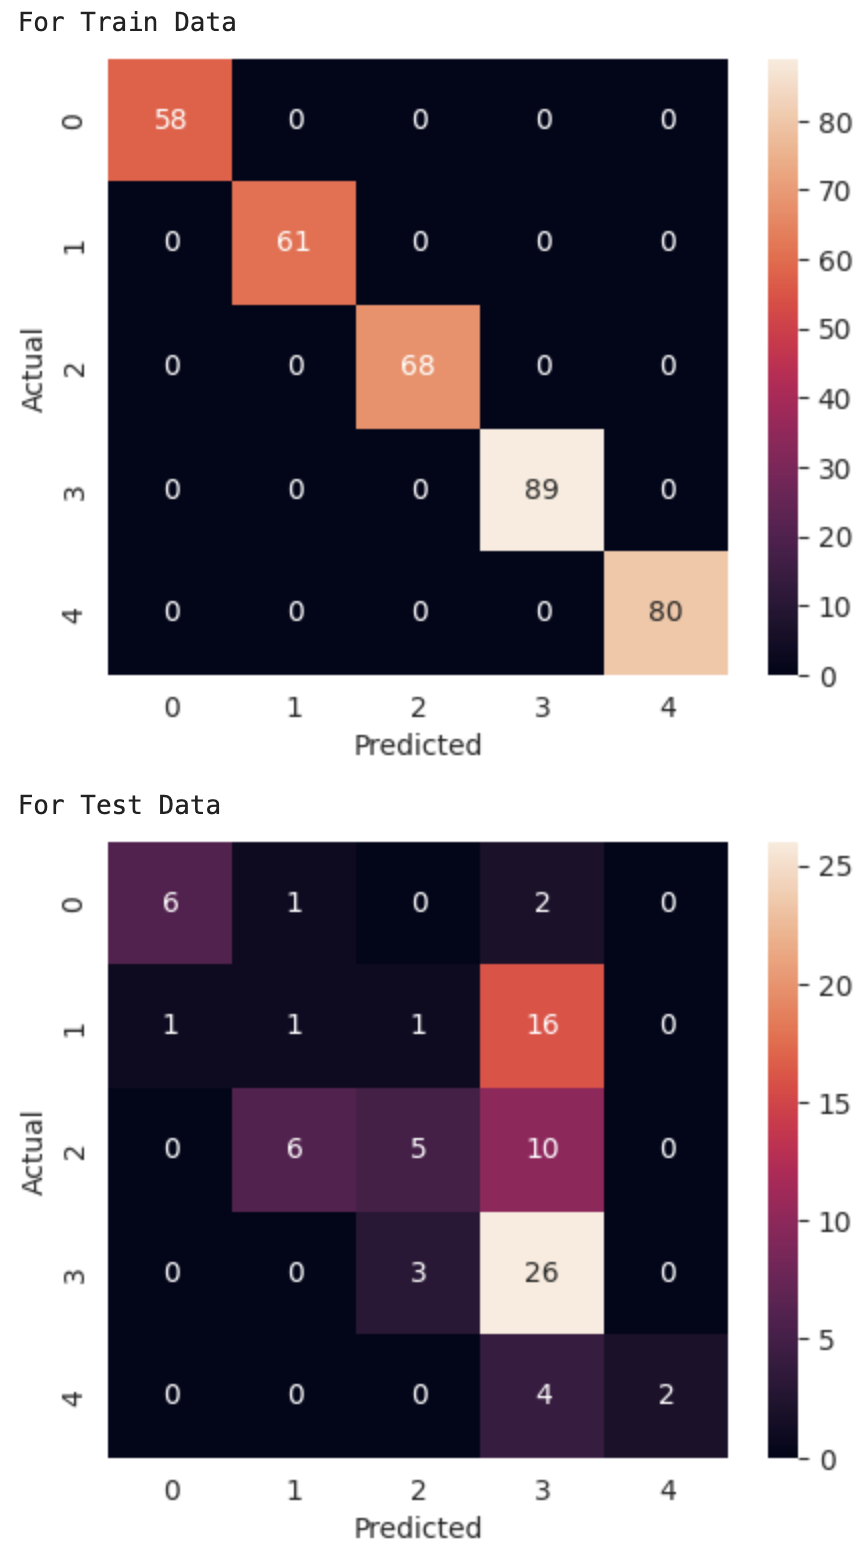 For Train Data
0 58 0 0 0 0 80
70
1 0 61 0 0 0 60
50
Actual 2 0 0 68 0 0 40
30
3 0 0 0 89 0 20
10
4 0 0 0 0 80 0
0 1 2 3 4
Predicted
For Test Data
0 6 1 0 2 0 25
20
1 1 1 1 16 0
15
Actual 2 0 6 5 10 0
10
3 0 0 3 26 0
5
4 0 0 0 4 2
0
0 1 2 3 4
Predicted